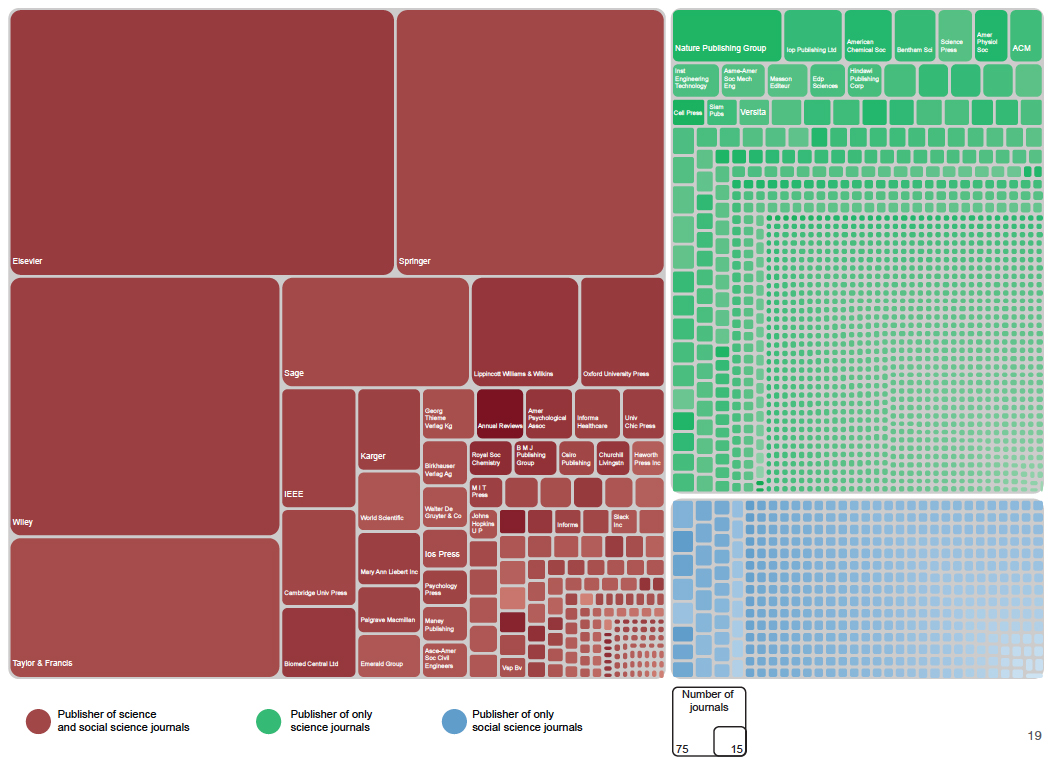 Elsevier
Springer
Wiley
Taylor & Francis
Sage
Lippincott Williams & Wilkins
Oxford University Press
IEEE
Cambridge Univ Press
Biomed Central Ltd
Karger
World Scientific
Mary Ann Liebert Inc
Palgrave Macmillan
Emerald Group
Georg
Thieme
Verlag Kg
Annual Reviews
Amer
Psychological
Assoc
Informa
Healthcare
Univ
Chic Press
Birkhauser
Verlag Ag
Royal Soc
Chemistry
B M J
Publishing
Group
Csiro
Publishing
Churchill
Livingstn
Haworth
Press Inc
Walter De
Gruyter & Co
M I T
Press
Johns
Hopkins
U P
Informs
Slack
Inc
Ios Press
Psychology
Press
Maney
Publishing
Asce-Amer
Soc Civil
Engineers
Vsp Bv
Nature Publishing Group
Iop Publishing Ltd
American
Chemical Soc
Bentham Sci
Science
Press
Amer
Physiol
Soc
ACM
Inst
Engineering
Technology
Asme-Amer
Soc Mech
Eng
Masson
Editeur
Edp
Sciences
Hindawi
Publishing
Corp
Cell Press
Siam
Pubs
Versita
Publisher of science
and social science journals
Publisher of only
science journals
Publisher of only
social science journals
Number of
journals
75
15
19